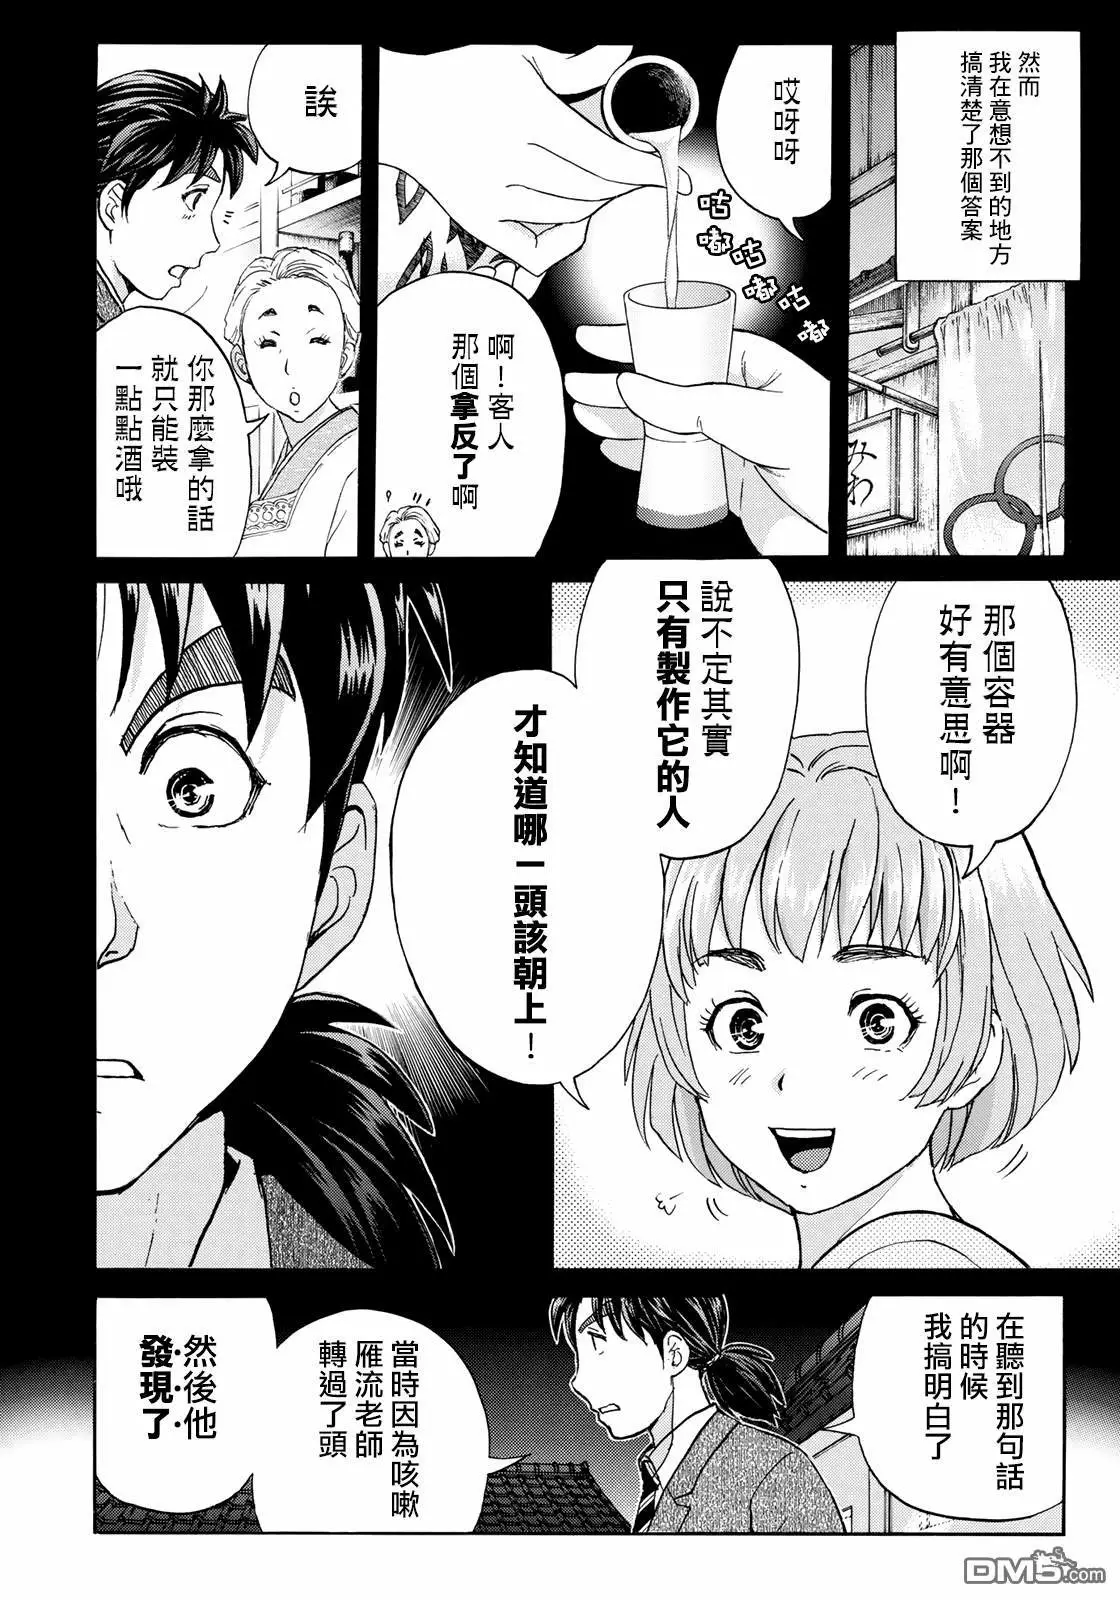 然而
我在意想不到的地方
搞清楚了那個答案
哎呀呀
咕嘟咕嘟咕嘟
啊！客人
那個拿反了啊
誒
你那麼拿的話
就只能裝
一點點酒哦
那個容器
好有意思啊！
說不定其實
只有製作它的人
才知道哪一頭該朝上！
在聽到那句話
的時候
我搞明白了
當時因為咳嗽
雁流老師
轉過了頭
然後他
發現了
DM5.com